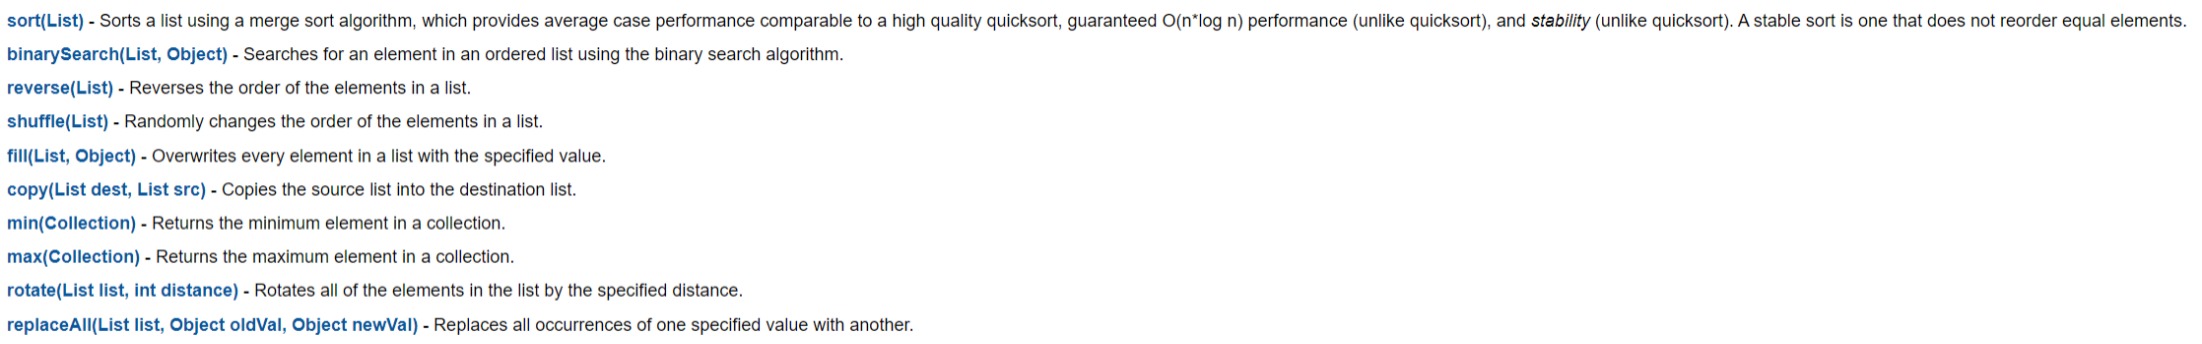 sort(List) - Sorts a list using a merge sort algorithm, which provides average case performance comparable to a high quality quicksort, guaranteed O(n*log n) performance (unlike quicksort), and stability (unlike quicksort). A stable sort is one that does not reorder equal elements.
binarySearch(List, Object) - Searches for an element in an ordered list using the binary search algorithm.
reverse(List) - Reverses the order of the elements in a list.
shuffle(List) - Randomly changes the order of the elements in a list.
fill(List, Object) - Overwrites every element in a list with the specified value.
copy(List dest, List src) - Copies the source list into the destination list.
min(Collection) - Returns the minimum element in a collection.
max(Collection) - Returns the maximum element in a collection.
rotate(List list, int distance) - Rotates all of the elements in the list by the specified distance.
replaceAll(List list, Object oldVal, Object newVal) - Replaces all occurrences of one specified value with another.